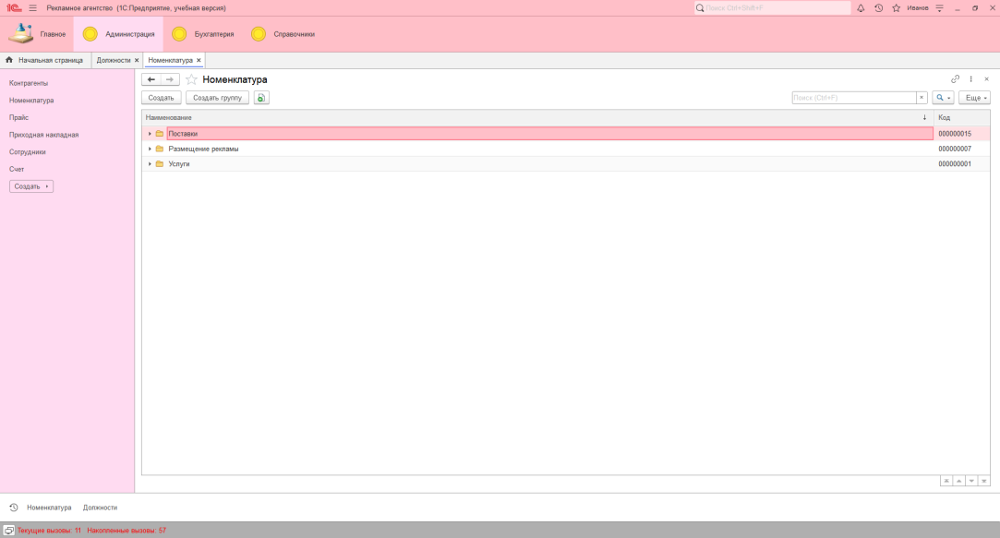 1С Рекламное агентство (1С:Предприятие, учебная версия) Поиск Ctrl+Shift+F Иванов
Главное Администрация Бухгалтерия Справочники
Начальная страница Должности × Номенклатура ×
Контрагенты
Номенклатура
Прайс
Приходная накладная
Сотрудники
Счет
Создать
Номенклатура
Создать Создать группу Поиск (Ctrl+F) × Еще
Наименование ↓ Код
Поставки 000000015
Размещение рекламы 000000007
Услуги 000000001
Номенклатура Должности
Текущие вызовы: 11 Накопленные вызовы: 57